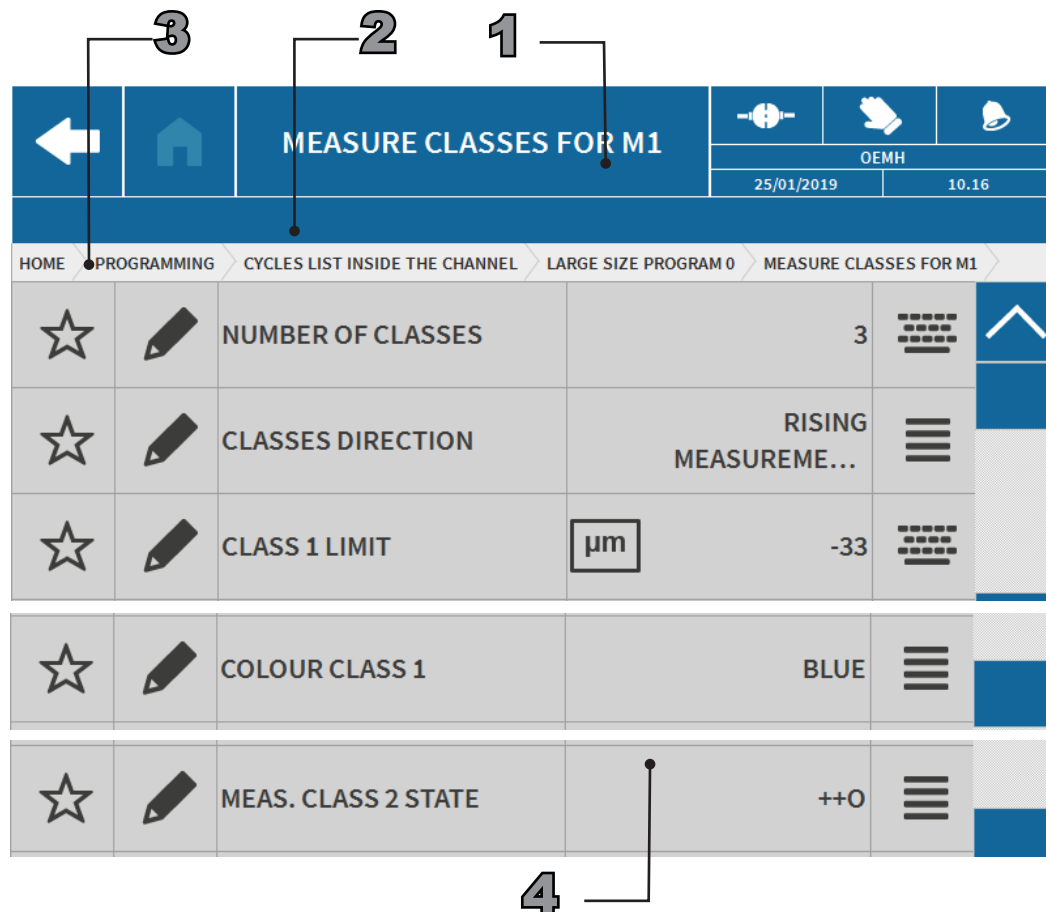 3 2 1
MEASURE CLASSES FOR M1
OEMH
25/01/2019 10.16
HOME PROGRAMMING CYCLES LIST INSIDE THE CHANNEL LARGE SIZE PROGRAM 0 MEASURE CLASSES FOR M1
NUMBER OF CLASSES 3
CLASSES DIRECTION RISING
MEASUREME...
CLASS 1 LIMIT µm -33
COLOUR CLASS 1 BLUE
MEAS. CLASS 2 STATE ++O
4